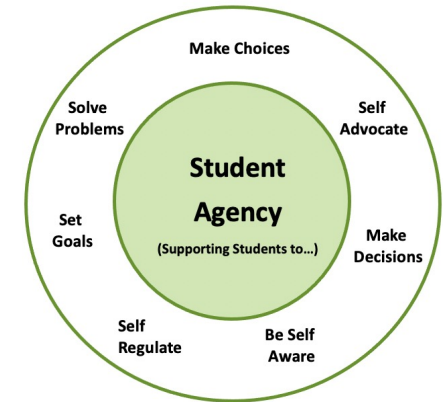 Make Choices
Self
Advocate
Make
Decisions
Be Self
Aware
Self
Regulate
Set
Goals
Solve
Problems
Student
Agency
(Supporting Students to...)